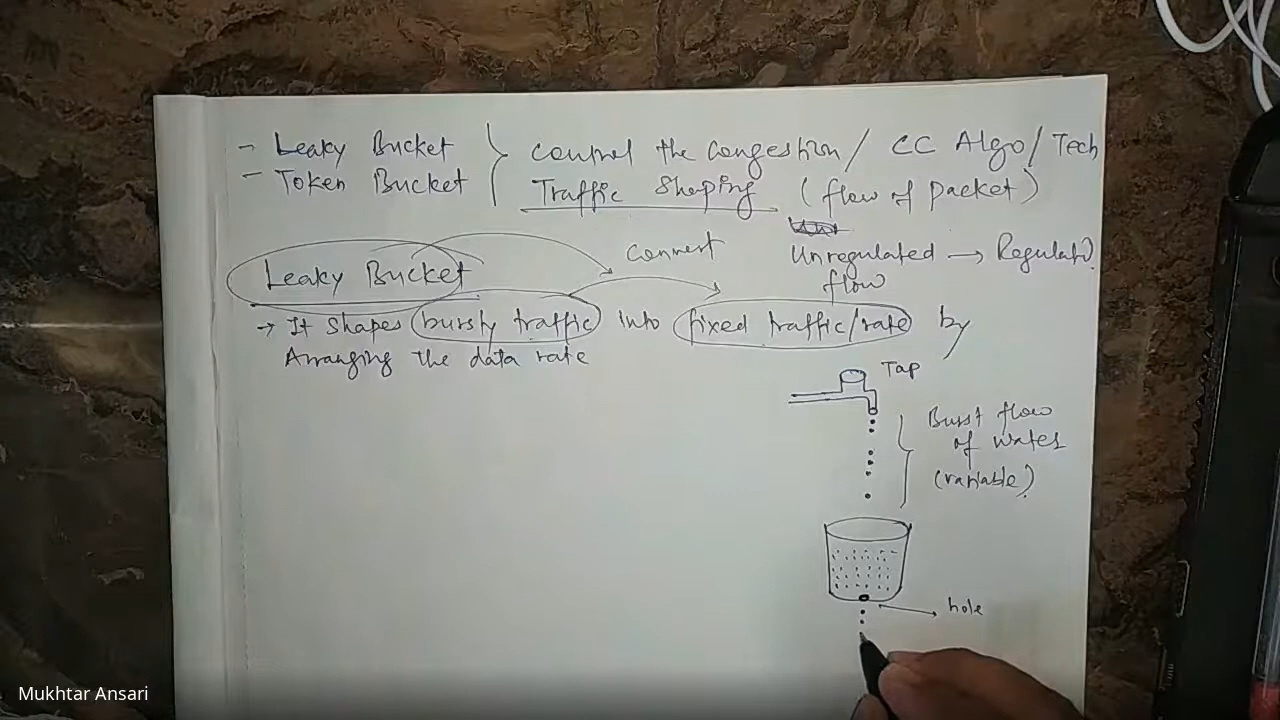 - Leaky Bucket
- Token Bucket
control the congestion / CC Algo / Tech
Traffic Shaping (flow of packet)
convert
Unregulated → Regulated
flow
Leaky Bucket
→ It shapes bursty traffic into fixed traffic/rate by
Arranging the data rate
Tap
Burst flow
of water
(variable)
hole
Mukhtar Ansari